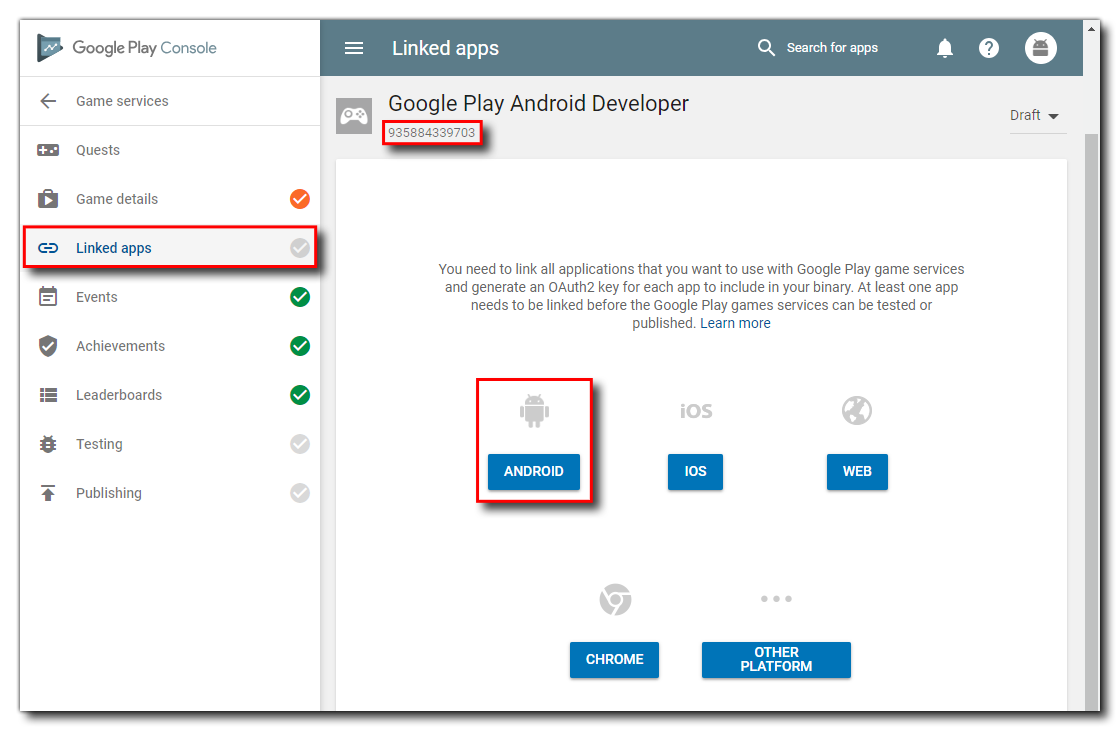 Google Play Console
Linked apps
Search for apps
Game services
Quests
Game details
Linked apps
Events
Achievements
Leaderboards
Testing
Publishing
Google Play Android Developer
935884339703
Draft
You need to link all applications that you want to use with Google Play game services
and generate an OAuth2 key for each app to include in your binary. At least one app
needs to be linked before the Google Play games services can be tested or
published. Learn more
iOS
ANDROID
IOS
WEB
CHROME
OTHER
PLATFORM